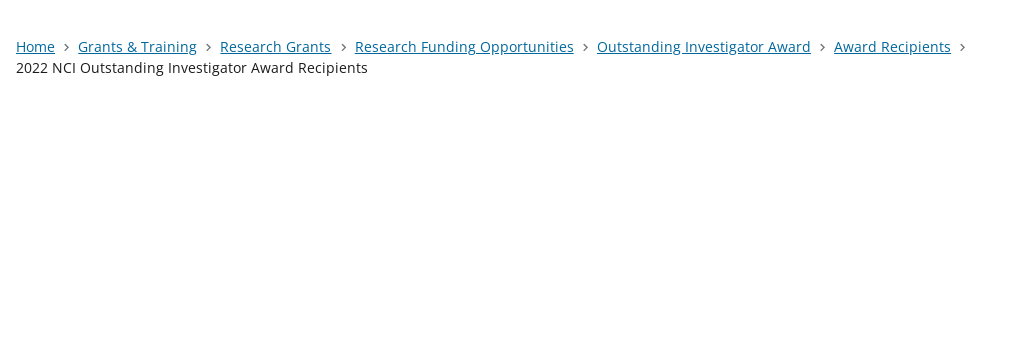 Home > Grants & Training > Research Grants > Research Funding Opportunities > Outstanding Investigator Award > Award Recipients >
2022 NCI Outstanding Investigator Award Recipients